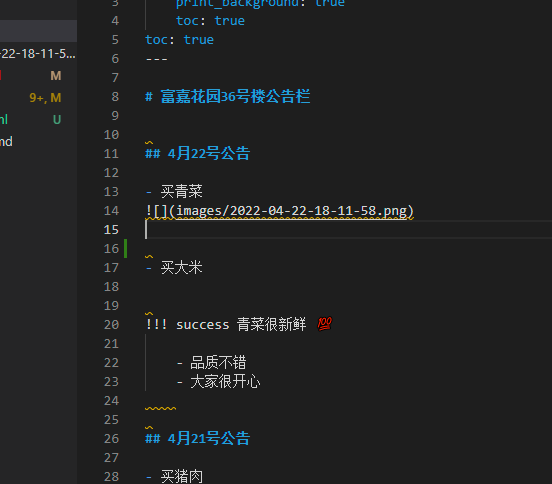 3 print_background: true
4 toc: true
5 toc: true
6 ---
7
8 # 富嘉花园36号楼公告栏
9
10
11 ## 4月22号公告
12
13 - 买青菜
14 ![](images/2022-04-22-18-11-58.png)
15
16
17 - 买大米
18
19
20 !!! success 青菜很新鲜 💯
21
22 - 品质不错
23 - 大家很开心
24
25
26 ## 4月21号公告
27
28 - 买猪肉
-22-18-11-5...
M
9+, M
ml U
md